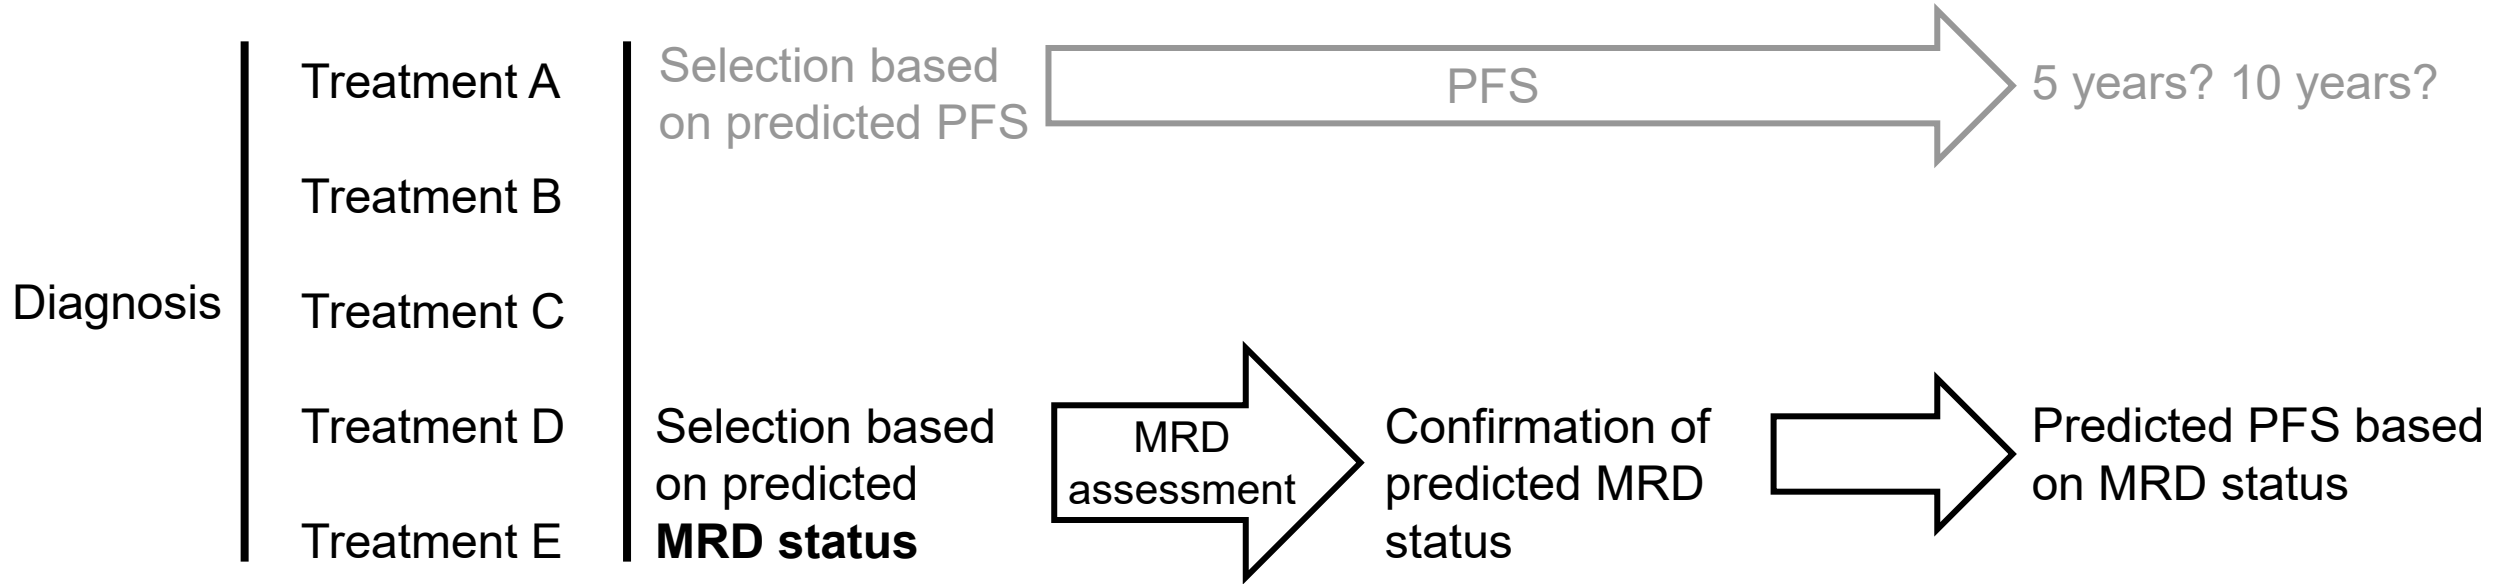 Diagnosis
Treatment A
Treatment B
Treatment C
Treatment D
Treatment E
Selection based
on predicted PFS
PFS
5 years? 10 years?
Selection based
on predicted
MRD status
MRD
assessment
Confirmation of
predicted MRD
status
Predicted PFS based
on MRD status